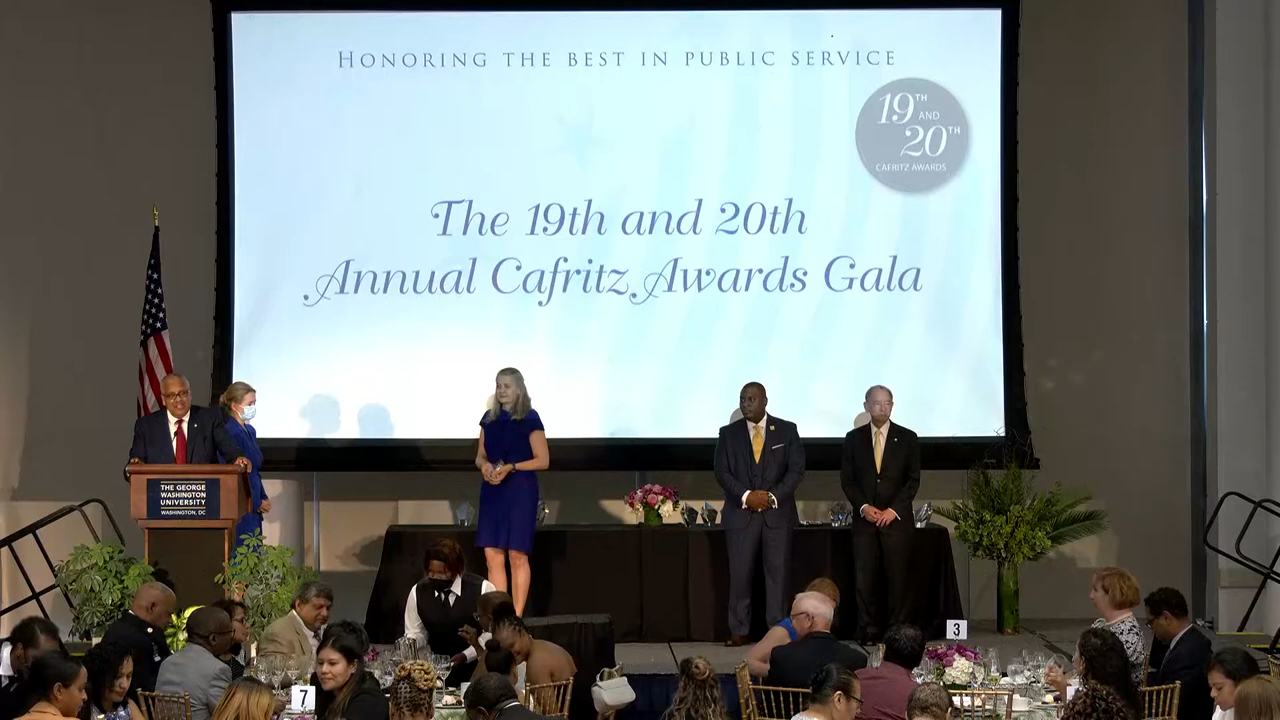 HONORING THE BEST IN PUBLIC SERVICE
19TH
AND
20TH
CAFRITZ AWARDS
The 19th and 20th
Annual Cafritz Awards Gala
THE GEORGE
WASHINGTON
UNIVERSITY
WASHINGTON, DC
3
7